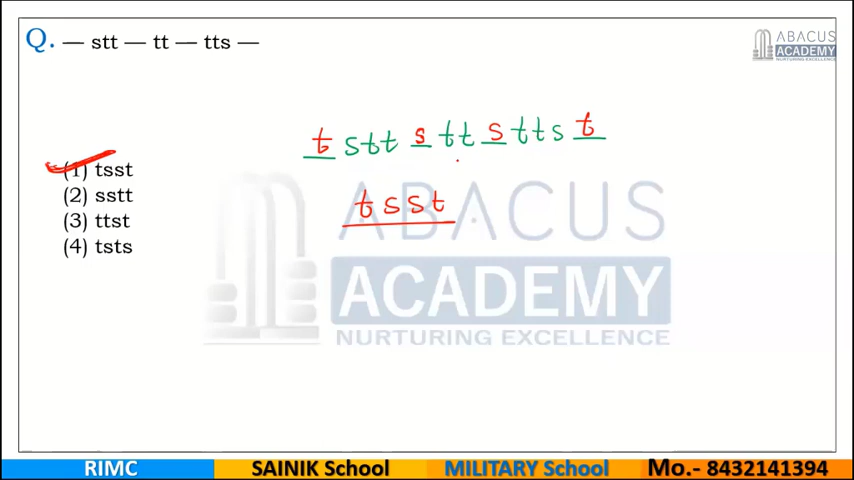 Q. — stt — tt — tts —
ABACUS
ACADEMY
NURTURING EXCELLENCE
t stt s tt s tts t
(1) tsst
(2) sstt
(3) ttst
(4) tsts
tsst
ABACUS
ACADEMY
NURTURING EXCELLENCE
RIMC SAINIK School MILITARY School Mo.- 8432141394